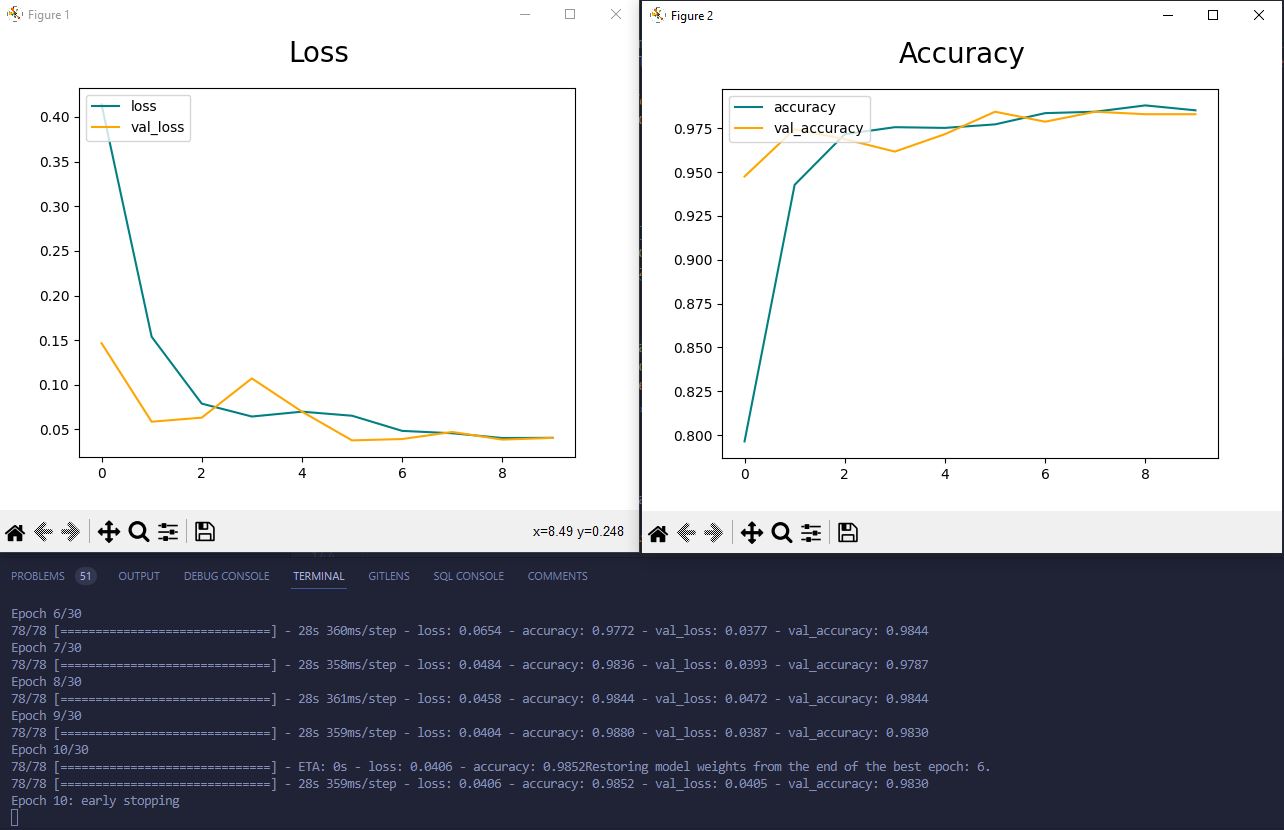 Figure 1
Loss
loss
val_loss
0.40
0.35
0.30
0.25
0.20
0.15
0.10
0.05
0 2 4 6 8
x=8.49 y=0.248
Figure 2
Accuracy
accuracy
val_accuracy
0.975
0.950
0.925
0.900
0.875
0.850
0.825
0.800
0 2 4 6 8
PROBLEMS 51 OUTPUT DEBUG CONSOLE TERMINAL GITLENS SQL CONSOLE COMMENTS
Epoch 6/30
78/78 [==============================] - 28s 360ms/step - loss: 0.0654 - accuracy: 0.9772 - val_loss: 0.0377 - val_accuracy: 0.9844
Epoch 7/30
78/78 [==============================] - 28s 358ms/step - loss: 0.0484 - accuracy: 0.9836 - val_loss: 0.0393 - val_accuracy: 0.9787
Epoch 8/30
78/78 [==============================] - 28s 361ms/step - loss: 0.0458 - accuracy: 0.9844 - val_loss: 0.0472 - val_accuracy: 0.9844
Epoch 9/30
78/78 [==============================] - 28s 359ms/step - loss: 0.0404 - accuracy: 0.9880 - val_loss: 0.0387 - val_accuracy: 0.9830
Epoch 10/30
78/78 [==============================] - ETA: 0s - loss: 0.0406 - accuracy: 0.9852Restoring model weights from the end of the best epoch: 6.
78/78 [==============================] - 28s 359ms/step - loss: 0.0406 - accuracy: 0.9852 - val_loss: 0.0405 - val_accuracy: 0.9830
Epoch 10: early stopping